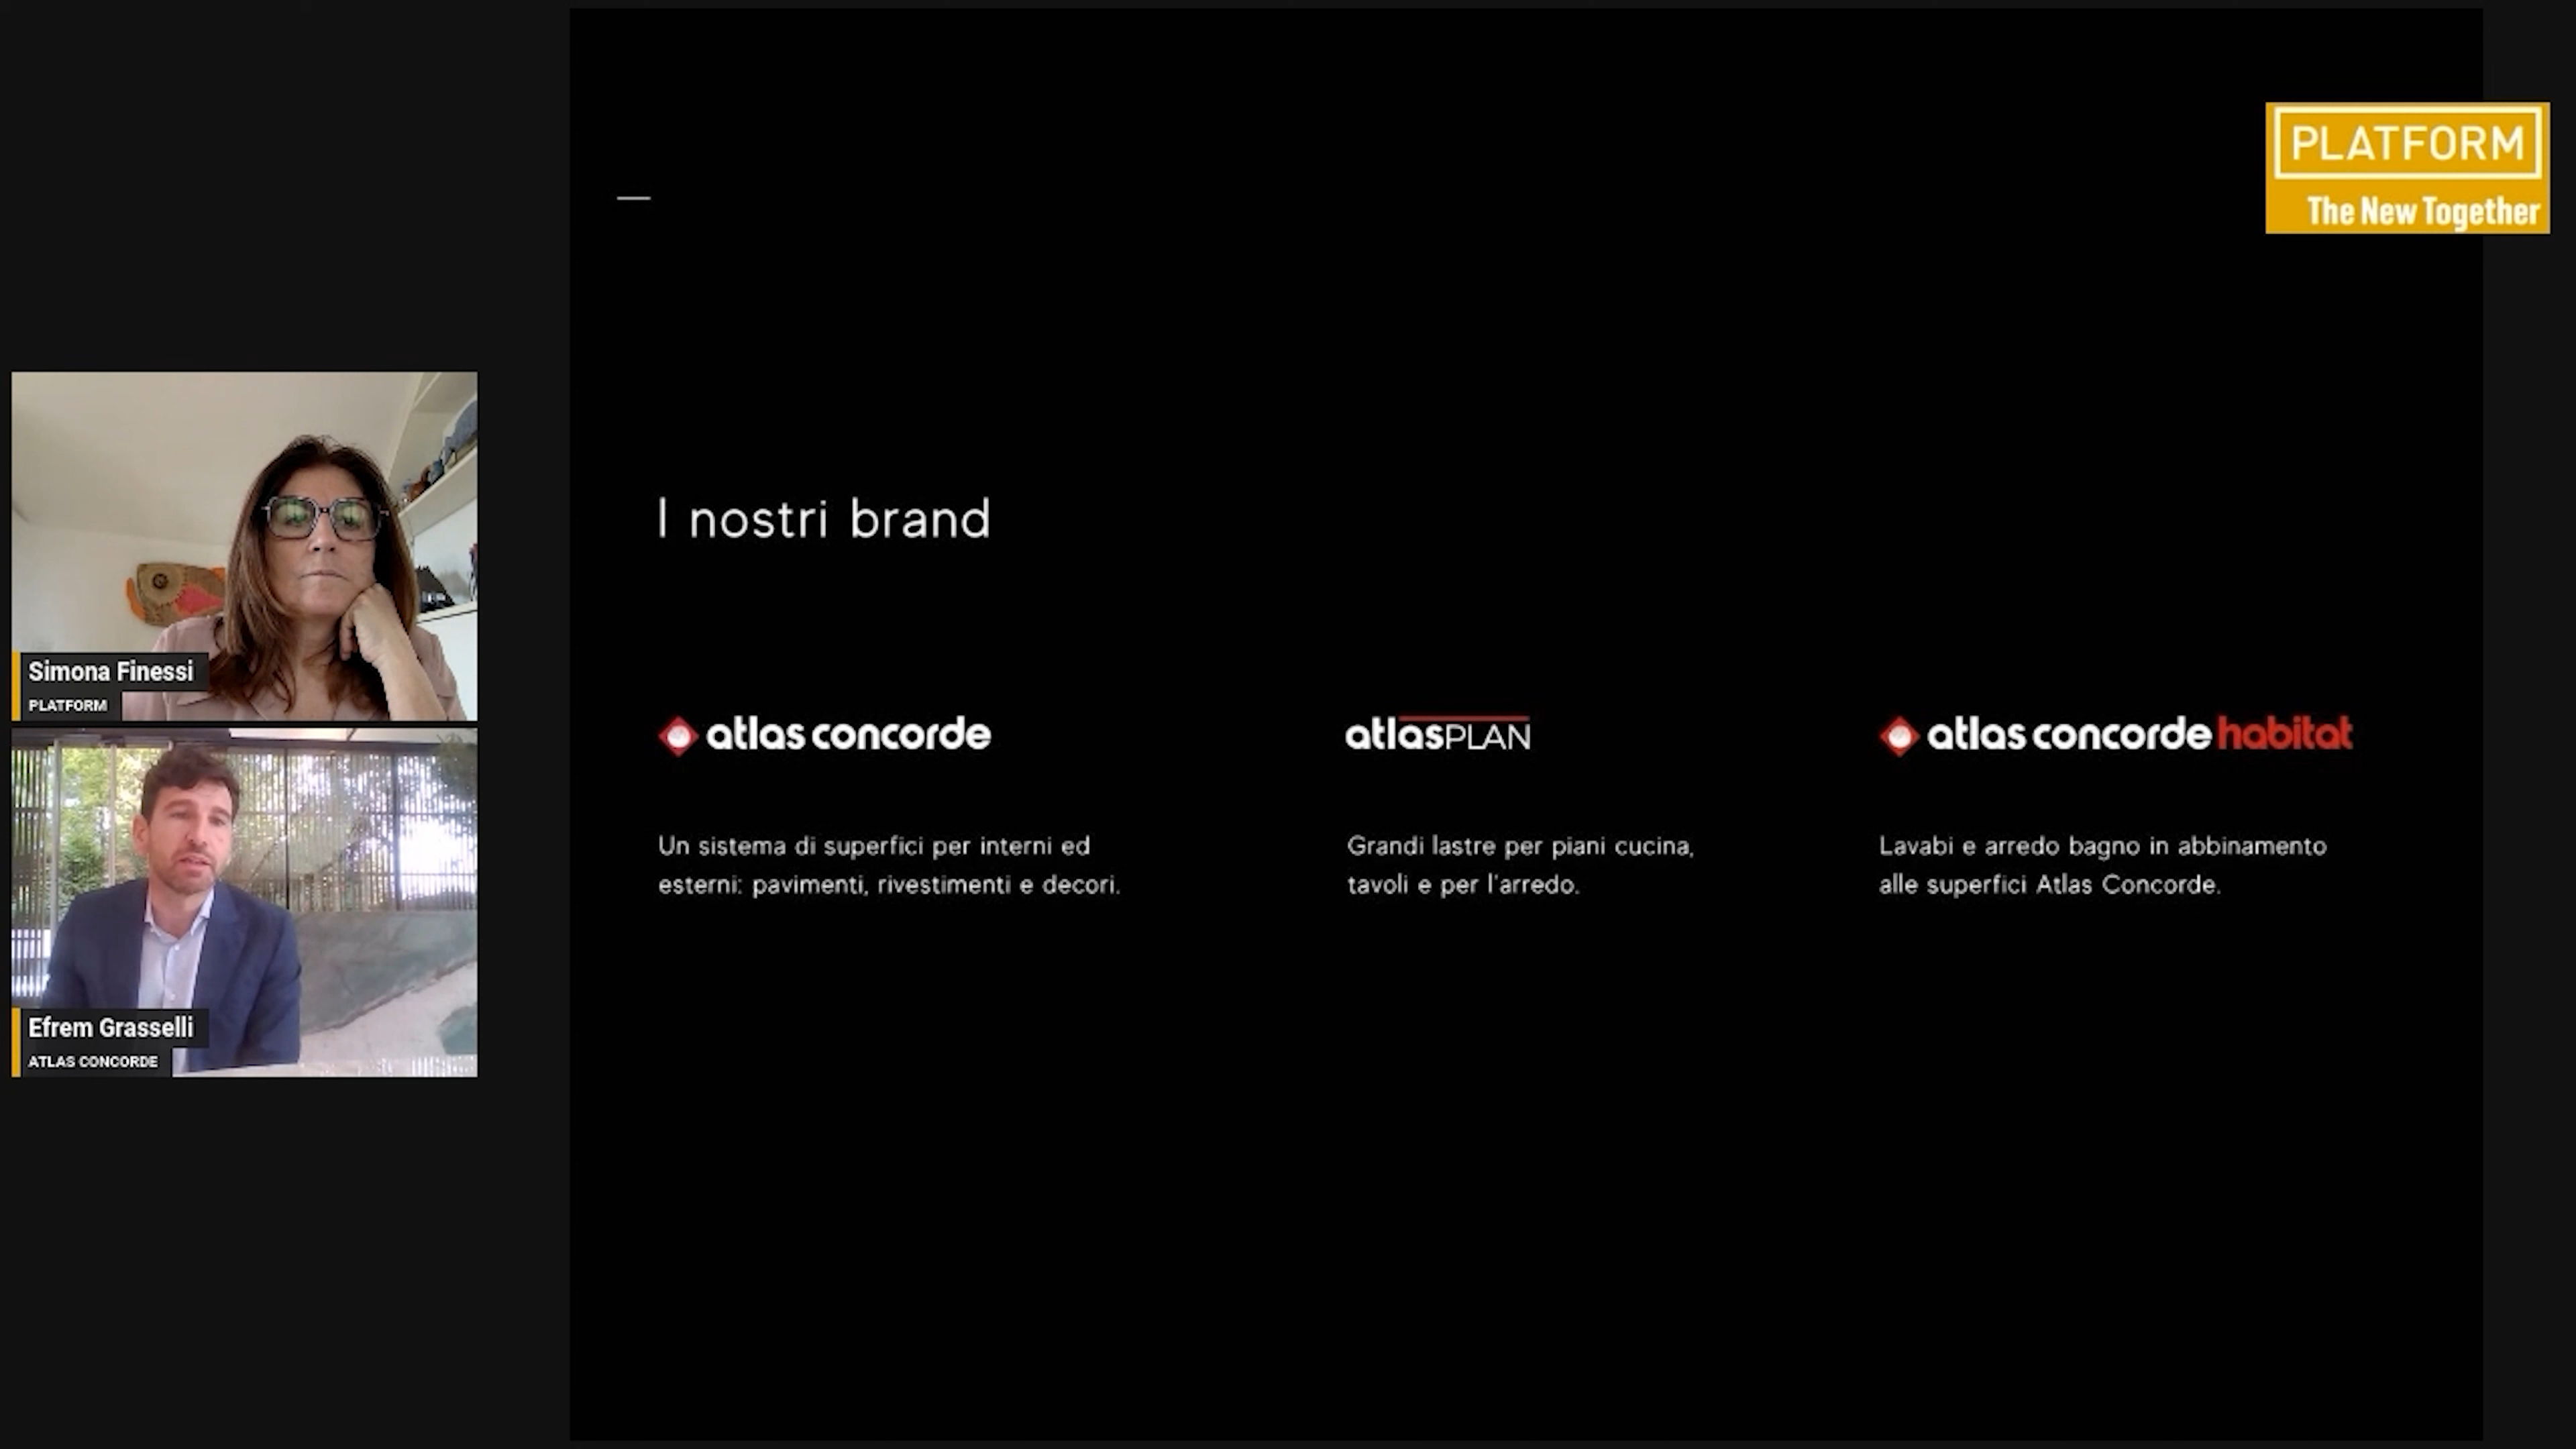 PLATFORM
The New Together
Simona Finessi
PLATFORM
Efrem Grasselli
ATLAS CONCORDE
I nostri brand
atlas concorde
Un sistema di superfici per interni ed
esterni: pavimenti, rivestimenti e decori.
atlasPLAN
Grandi lastre per piani cucina,
tavoli e per l'arredo.
atlas concorde habitat
Lavabi e arredo bagno in abbinamento
alle superfici Atlas Concorde.